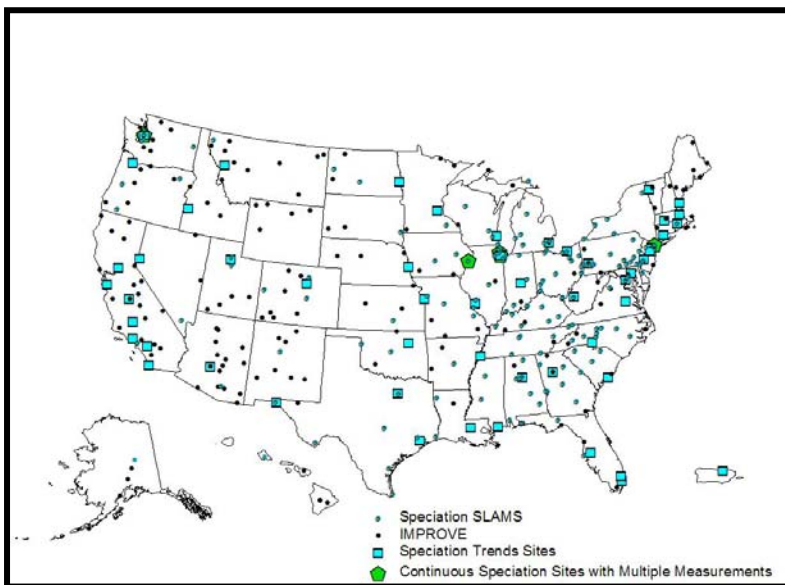 Speciation SLAMS
IMPROVE
Speciation Trends Sites
Continuous Speciation Sites with Multiple Measurements